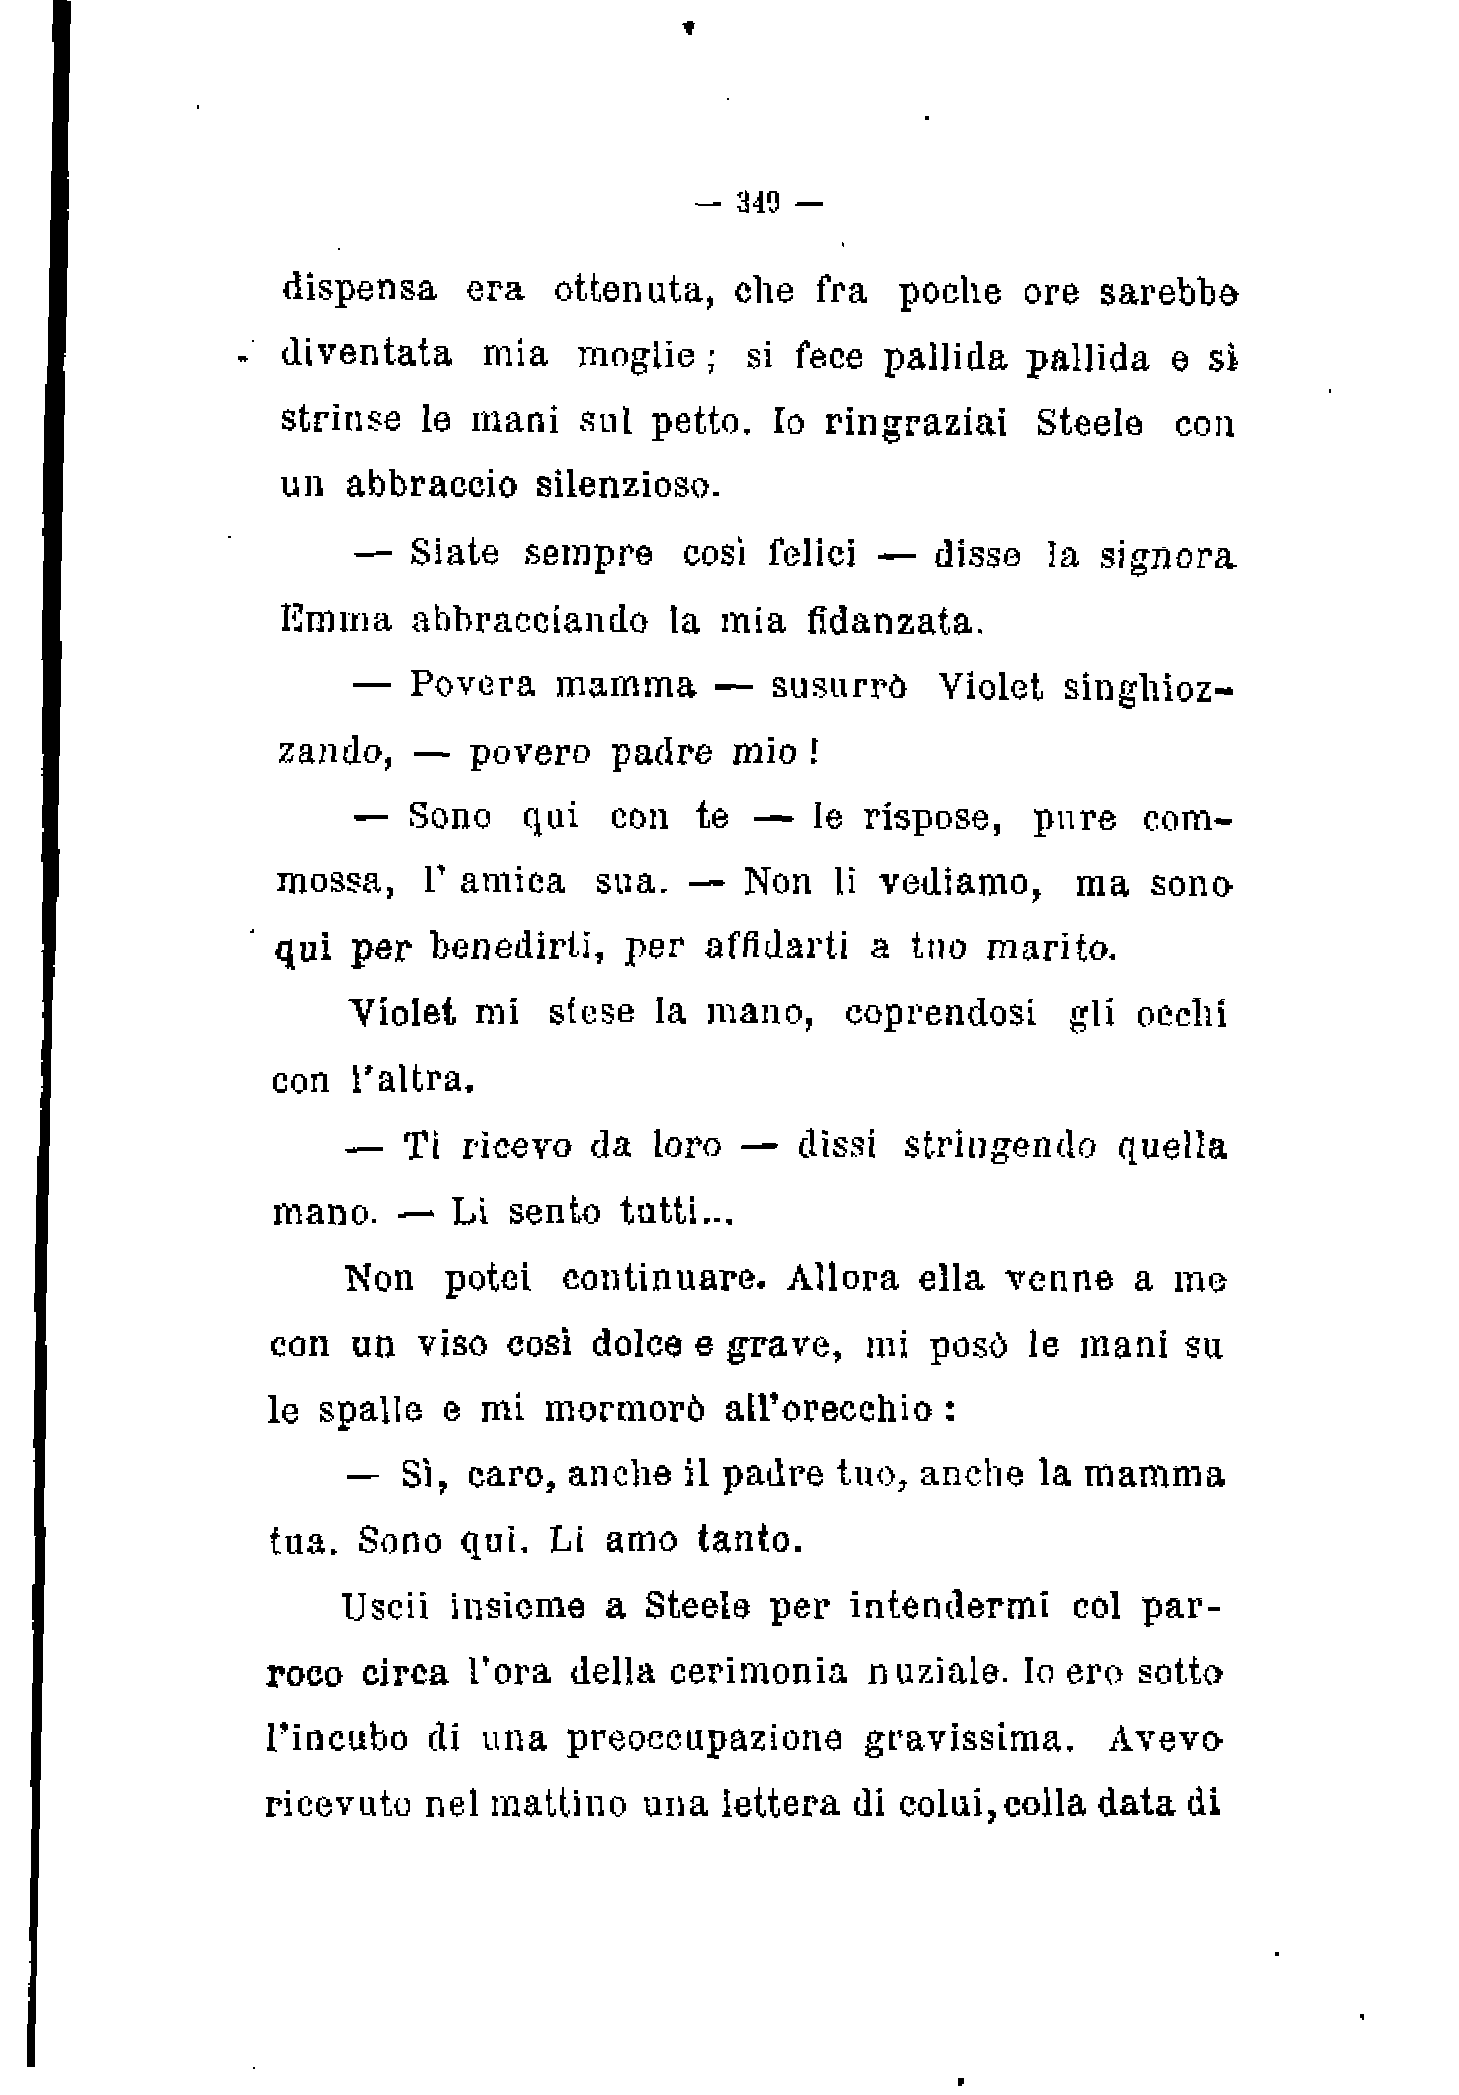 — 349 —
dispensa era ottenuta, che fra poche ore sarebbe
diventata mia moglie; si fece pallida pallida e sì
strinse le mani sul petto. Io ringraziai Steele con
un abbraccio silenzioso.
— Siate sempre così felici — disse la signora
Emma abbracciando la mia fidanzata.
— Povera mamma — susurrò Violet singhioz-
zando, — povero padre mio!
— Sono qui con te — le rispose, pure com-
mossa, l'amica sua. — Non li vediamo, ma sono
qui per benedirti, per affidarti a tuo marito.
Violet mi stese la mano, coprendosi gli occhi
con l'altra.
— Ti ricevo da loro — dissi stringendo quella
mano. — Li sento tutti...
Non potei continuare. Allora ella venne a me
con un viso così dolce e grave, mi posò le mani su
le spalle e mi mormorò all'orecchio:
— Sì, caro, anche il padre tuo, anche la mamma
tua. Sono qui. Li amo tanto.
Uscii insieme a Steele per intendermi col par-
roco circa l'ora della cerimonia nuziale. Io ero sotto
l'incubo di una preoccupazione gravissima. Avevo
ricevuto nel mattino una lettera di colui, colla data di